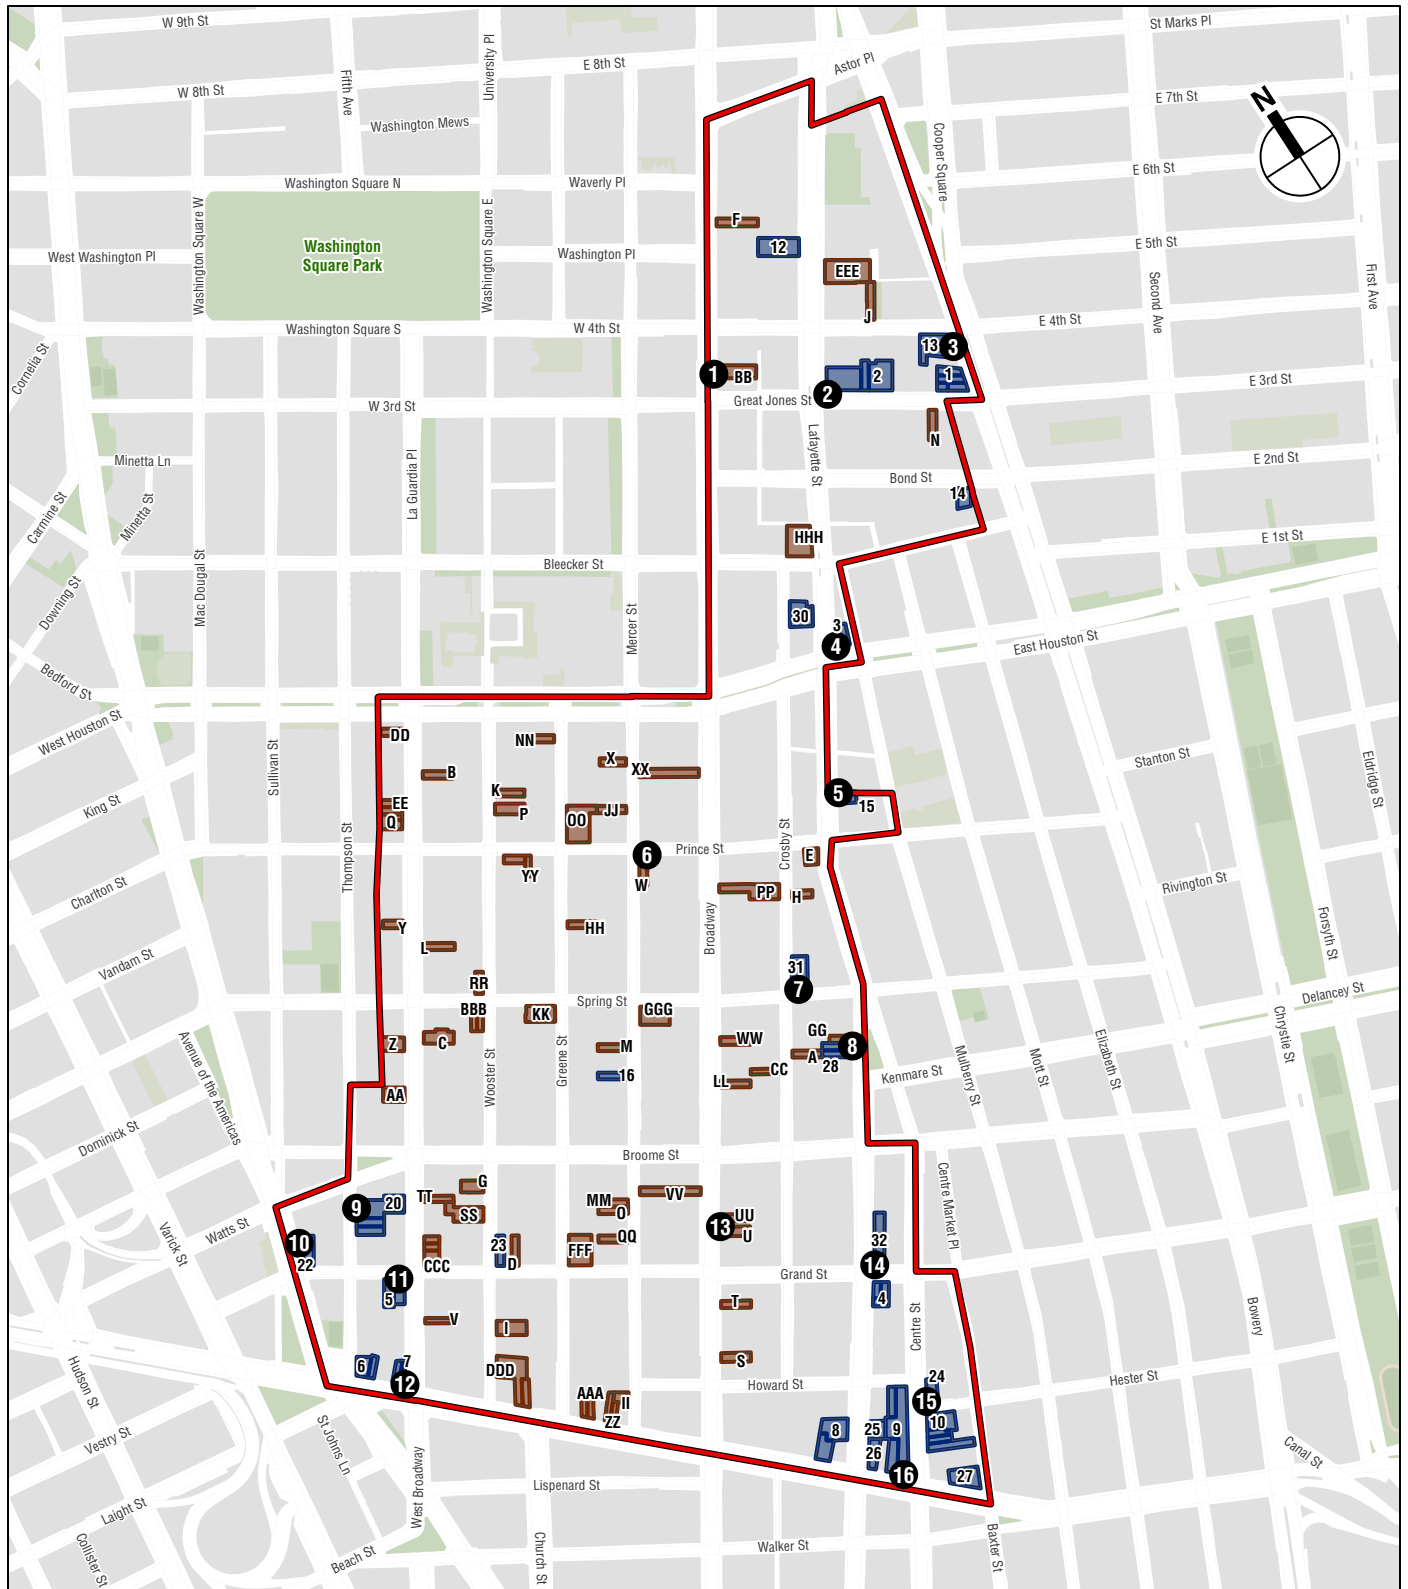 W 9th St
St Marks Pl
University Pl
Astor Pl
E 8th St
Fifth Ave
W 8th St
E 7th St
N
Washington Mews
Cooper Square
E 6th St
Washington Square N
Waverly Pl
Washington Square W
Washington Square E
F
12
E 5th St
Washington
Square Park
West Washington Pl
Washington Pl
EEE
Second Ave
First Ave
J
E 4th St
Washington Square S
W 4th St
13
3
Cornelia St
1
BB
2
1
E 3rd St
2
Great Jones St
W 3rd St
N
Lafayette St
Minetta Ln
La Guardia Pl
E 2nd St
Bond St
14
Carmine St
Minetta St
HHH
E 1st St
Bleecker St
Mac Dougal St
Downing St
30
3
4
Mercer St
East Houston St
Bedford St
West Houston St
DD
NN
Sullivan St
X
XX
B
Stanton St
Eldridge St
K
5
15
King St
EE
P
JJ
OO
Q
6
Prince St
Crosby St
E
Thompson St
YY
W
Charlton St
PP
H
Rivington St
Broadway
Forsyth St
Y
HH
L
Vandam St
31
RR
7
Spring St
Delancey St
BBB
KK
GGG
Chrystie St
GG
WW
8
Z
C
M
A
28
Avenue of the Americas
Wooster St
Greene St
16
CC
LL
Kenmare St
Mulberry St
Mott St
Elizabeth St
AA
Dominick St
Broome St
Centre Market Pl
G
TT
VV
MM
20
9
O
SS
UU
13
U
Varick St
Watts St
10
22
23
D
FFF
QQ
32
CCC
14
Grand St
11
5
4
T
V
I
Centre St
Bowery
S
6
7
12
DDD
Hudson St
Howard St
24
Hester St
AAA
II
ZZ
15
8
25
9
10
26
Vestry St
St Johns Ln
Canal St
16
27
West Broadway
Lispenard St
Laight St
Church St
Collister St
Beach St
Walker St
Baxter St